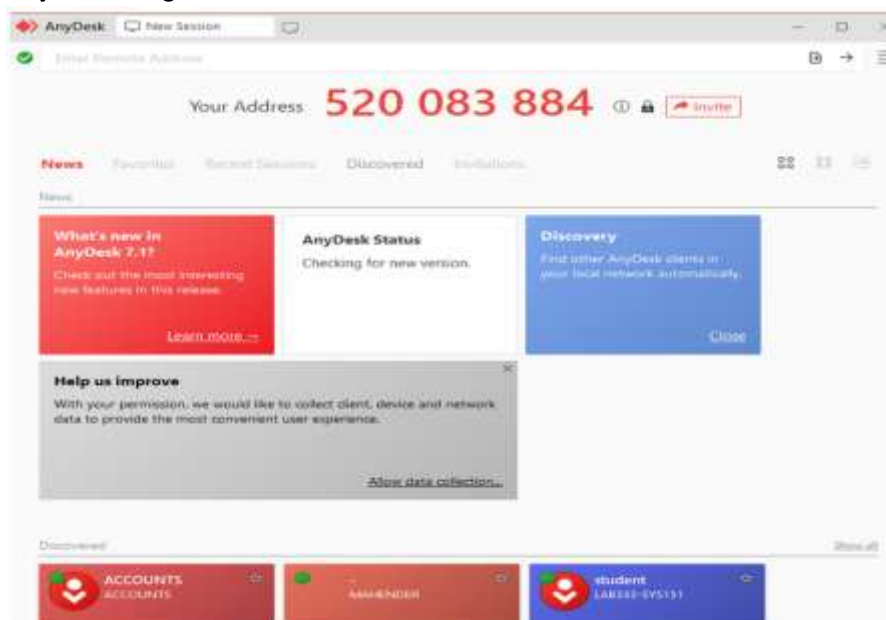 AnyDesk New Session
Enter Remote Address
Your Address 520 083 884 Invite
News Favorites Recent Sessions Discovered Invitations
News
What's new in
AnyDesk 7.1?
Check out the most interesting
new features in this release.
Learn more →
AnyDesk Status
Checking for new version.
Discovery
Find other AnyDesk clients in
your local network automatically.
Close
Help us improve
With your permission, we would like to collect client, device and network
data to provide the most convenient user experience.
Allow data collection...
Discovered Show all
ACCOUNTS
ACCOUNTS
MAHENDER
student
LAB333-SYS131